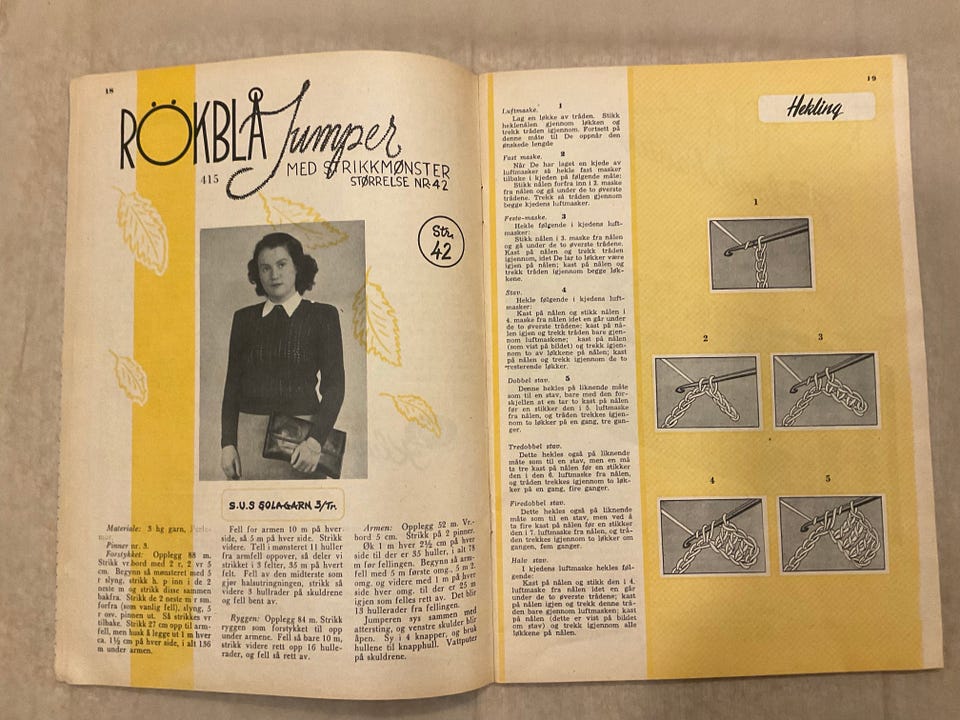 18
RÖKBLÅ Jumper
415
MED STRIKKMØNSTER
STØRRELSE NR 42
Str.
42
S.U.S GOLAGARN 3/Tr.
Materiale: 3 hg garn,
Pinner nr. 3.
Forstykket: Opplegg 88 m.
Strikk vr.bord med 2 r, 2 vr 5
cm. Begynn så mønsteret med 5
r slyng, strikk h. p inn i de 2
neste m og strikk disse sammen
bakfra. Strikk de 2 neste m r sm.
forfra (som vanlig fell), slyng, 5
r osv. pinnen ut. Så strikkes vr
tilbake. Strikk 27 cm opp til arm-
fell, men husk å legge ut 1 m hver
ca. 1½ cm på hver side, i alt 136
m under armen.
Fell for armen 10 m på hver
side, så 5 m på hver side. Strikk
videre. Tell i mønsteret 11 huller
fra armfell oppover, så deler vi
strikket i 3 felter, 35 m på hvert
felt. Fell av den midterste som
gjør halsutringningen, strikk så
videre 3 hullrader på skuldrene
og fell bent av.
Ryggen: Opplegg 84 m. Strikk
ryggen som forstykket til opp
under armene. Fell så bare 10 m,
strikk videre rett opp 16 hulle-
rader, og fell så rett av.
Armen: Opplegg 52 m. Vr.-
bord 5 cm. Strikk på 2 pinner.
Øk 1 m hver 2½ cm på hver
side til der er 35 huller, i alt 78
m før fellingen. Begynn så arm-
fell med 5 m første omg., 5 m 2.
omg. og videre med 1 m på hver
side hver omg. til der er 25 m
igjen som felles rett av. Det blir
13 hullerader fra fellingen.
Jumperen sys sammen med
attersting, og venstre skulder blir
åpen. Sy i 4 knapper, og bruk
hullene til knapphull. Vattputer
på skuldrene.
19
Hekling
1
Luftmaske.
Lag en løkke av tråden. Stikk
heklenålen gjennom løkken og
trekk tråden igjennom. Fortsett på
denne måte til De oppnår den
ønskede lengde
2
Fast maske.
Når De har laget en kjede av
luftmasker så hekle fast masker
tilbake i kjeden på følgende måte:
Stikk nålen forfra inn i 2. maske
fra nålen og gå under de to øverste
trådene. Trekk så tråden gjennom
begge kjedens luftmasker.
3
Feste-maske.
Hekle følgende i kjedens luft-
masker:
Stikk nålen i 3. maske fra nålen
og gå under de to øverste trådene.
Kast på nålen og trekk tråden
igjennom, idet De lar to løkker være
igjen på nålen; kast på nålen og
trekk tråden igjennom begge løk-
kene.
4
Stav.
Hekle følgende i kjedens luft-
masker:
Kast på nålen og stikk nålen i
4. maske fra nålen idet en går under
de to øverste trådene; kast på nå-
len igjen og trekk tråden bare gjen-
nom luftmaskene; kast på nålen
(som vist på bildet) og trekk igjen-
nom to av løkkene på nålen; kast
på nålen og trekk igjennom de to
resterende løkker.
5
Dobbel stav.
Denne hekles på liknende måte
som til en stav, bare med den for-
skjellen at en tar to kast på nålen
før en stikker den i 5. luftmaske
fra nålen, og tråden trekkes igjen-
nom to løkker på en gang, tre gan-
ger.
Tredobbel stav.
Dette hekles også på liknende
måte som til en stav, men en må
ta tre kast på nålen før en stikker
den i den 6. luftmaske fra nålen,
og tråden trekkes igjennom to løk-
ker på en gang, fire ganger.
Firedobbel stav.
Dette hekles også på liknende
måte som til en stav, men ved å
ta fire kast på nålen før en stikker
den i 7. luftmaske fra nålen, og trå-
den trekkes igjennom to løkker om
gangen, fem ganger.
Hale stav.
I kjedens luftmaske hekles føl-
gende:
Kast på nålen og stikk den i 4.
luftmaske fra nålen, idet en går un-
der de to øverste trådene; kast på
nålen igjen og trekk denne trå-
den bare gjennom luftmasken; kast
på nålen (dette er vist på bildet
om stav) og trekk igjennom alle
løkkene på nålen.
1
2
3
4
5